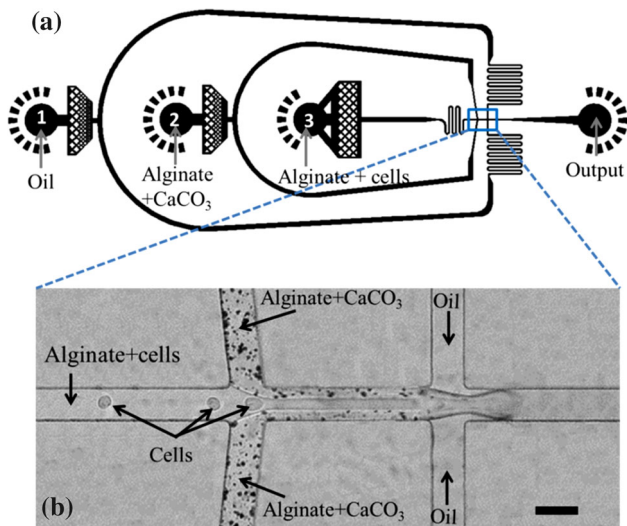 (a)
1
2
3
Oil
Alginate
+CaCO3
Alginate + cells
Output
Alginate+CaCO3
Oil
Alginate+cells
Cells
Alginate+CaCO3
Oil
(b)